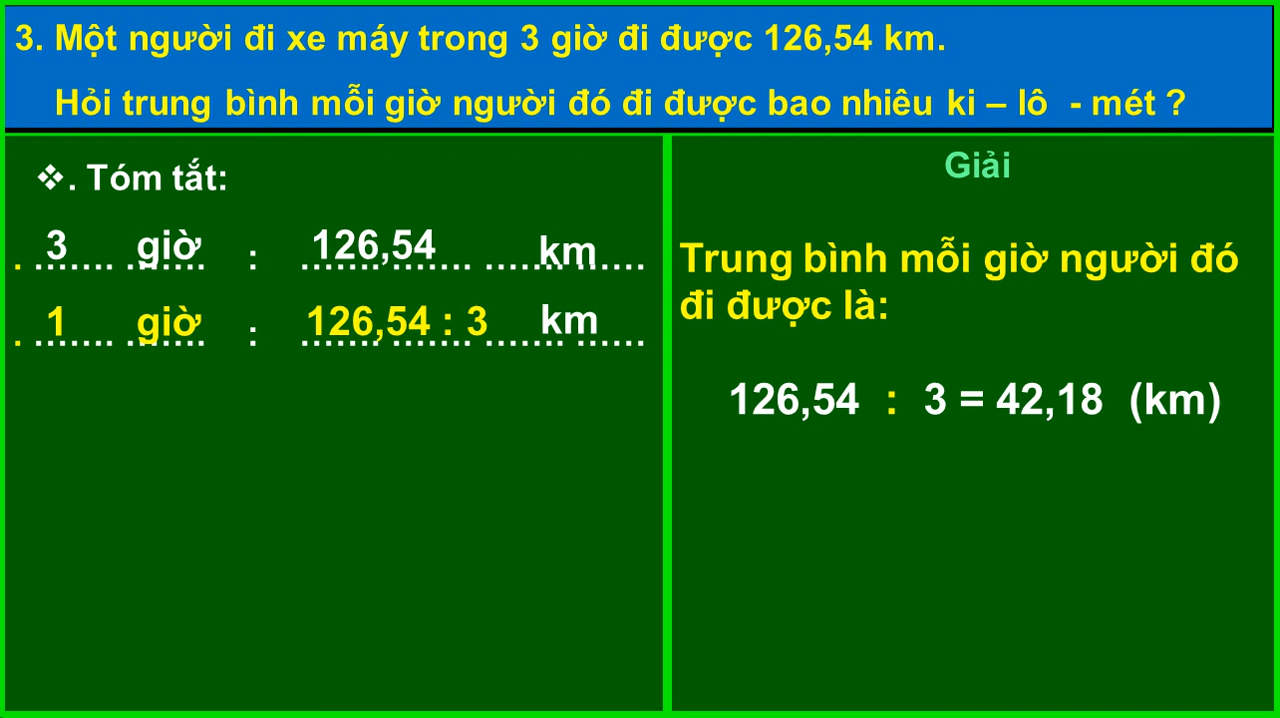 3. Một người đi xe máy trong 3 giờ đi được 126,54 km.
Hỏi trung bình mỗi giờ người đó đi được bao nhiêu ki – lô - mét ?
❖. Tóm tắt:
. 3 giờ : 126,54 km
. 1 giờ : 126,54 : 3 km
Giải
Trung bình mỗi giờ người đó
đi được là:
126,54 : 3 = 42,18 (km)